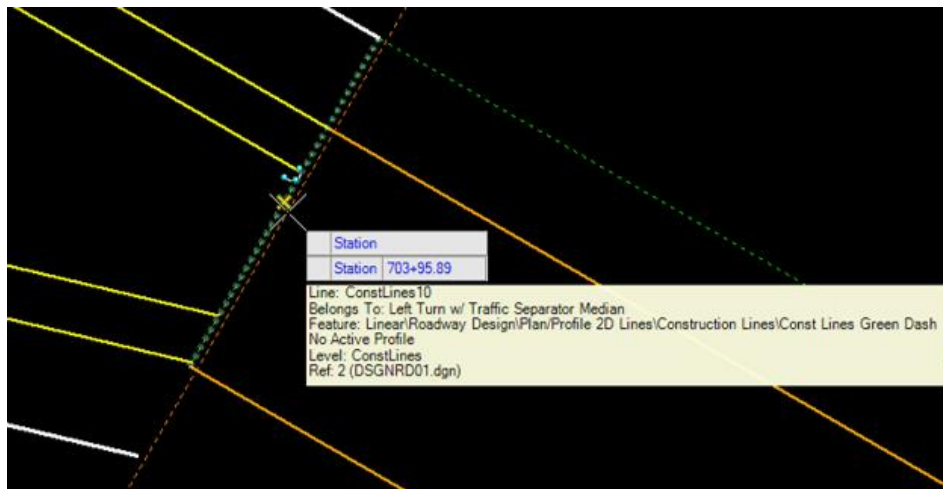 Station
Station 703+95.89
Line: ConstLines10
Belongs To: Left Turn w/ Traffic Separator Median
Feature: Linear\Roadway Design\Plan/Profile 2D Lines\Construction Lines\Const Lines Green Dash
No Active Profile
Level: ConstLines
Ref: 2 (DSGNRD01.dgn)